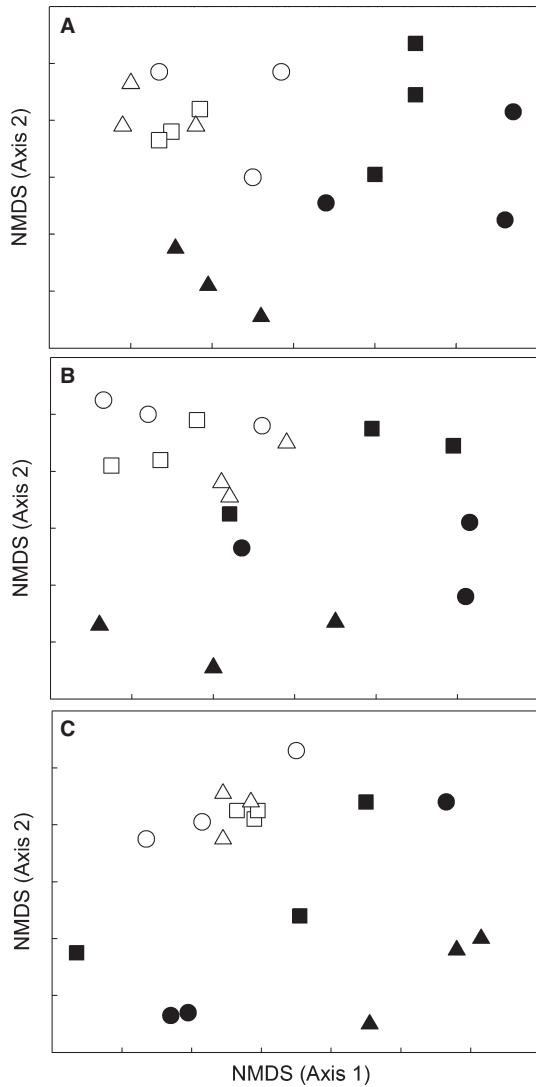 A
NMDS (Axis 2)
B
NMDS (Axis 2)
C
NMDS (Axis 2)
NMDS (Axis 1)